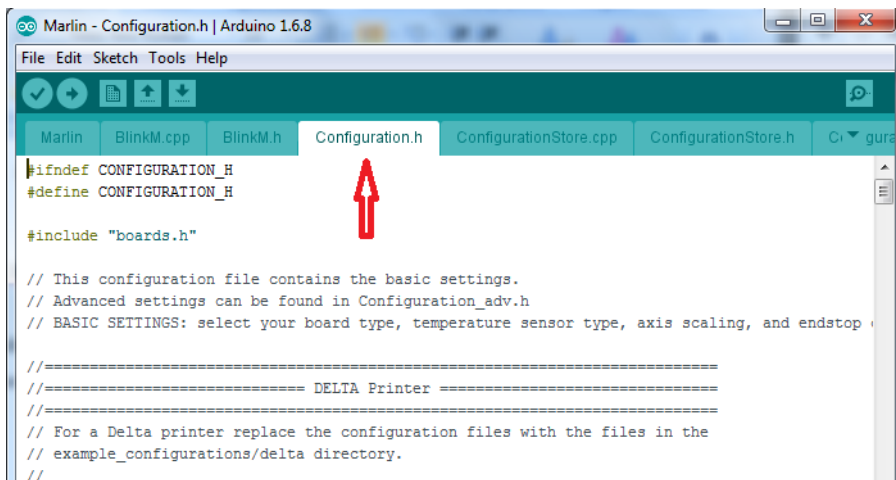 Marlin - Configuration.h | Arduino 1.6.8
File Edit Sketch Tools Help
Marlin BlinkM.cpp BlinkM.h Configuration.h ConfigurationStore.cpp ConfigurationStore.h
#ifndef CONFIGURATION_H
#define CONFIGURATION_H
#include "boards.h"
// This configuration file contains the basic settings.
// Advanced settings can be found in Configuration_adv.h
// BASIC SETTINGS: select your board type, temperature sensor type, axis scaling, and endstop
//===========================================================================
//============================= DELTA Printer ===============================
//===========================================================================
// For a Delta printer replace the configuration files with the files in the
// example_configurations/delta directory.
//